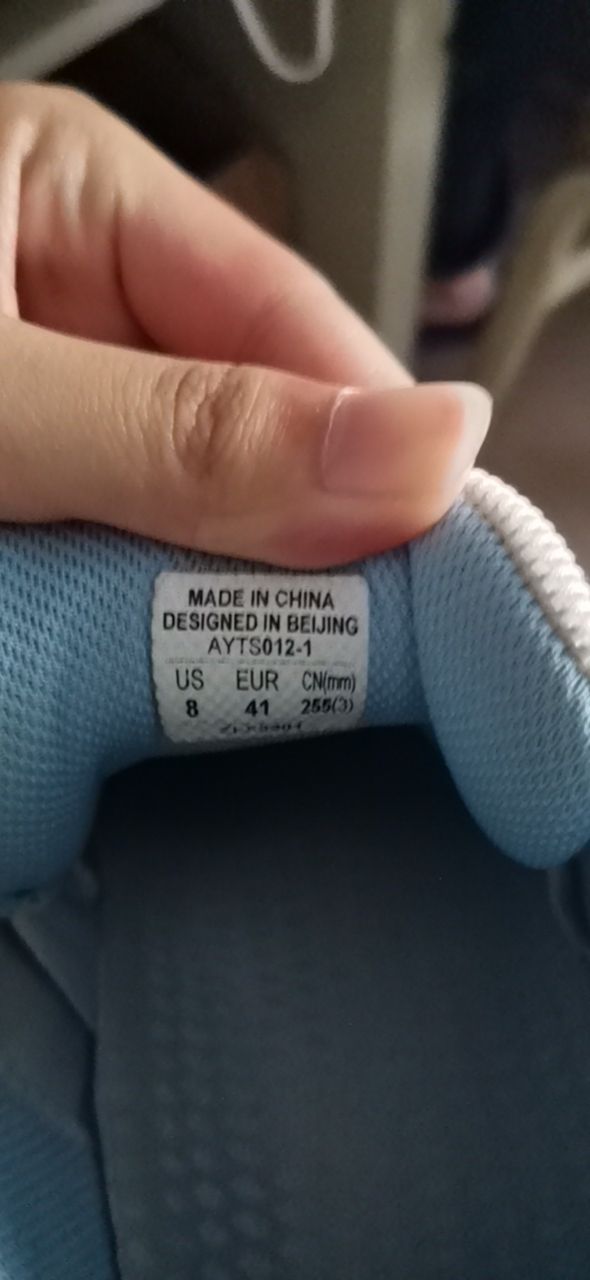 MADE IN CHINA
DESIGNED IN BEIJING
AYTS012-1
US EUR CN(mm)
8 41 255(3)